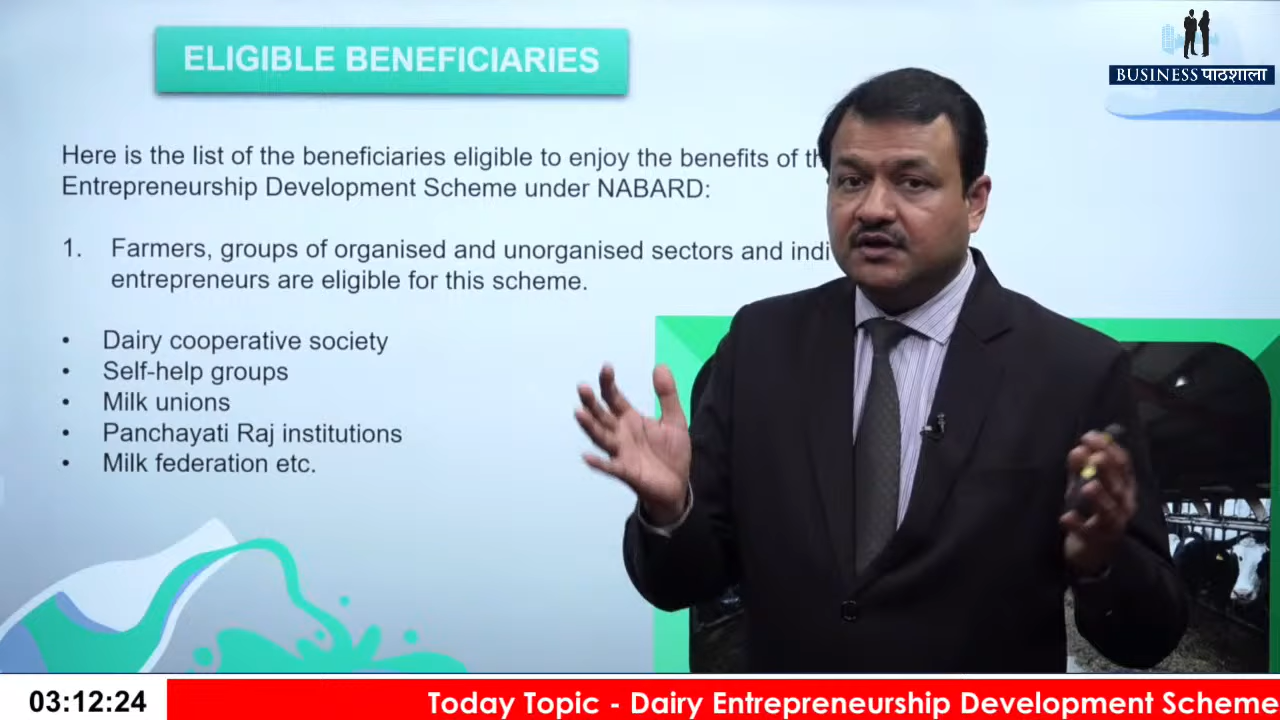 ELIGIBLE BENEFICIARIES
BUSINESS पाठशाला
Here is the list of the beneficiaries eligible to enjoy the benefits of
Entrepreneurship Development Scheme under NABARD:
1. Farmers, groups of organised and unorganised sectors and
entrepreneurs are eligible for this scheme.
• Dairy cooperative society
• Self-help groups
• Milk unions
• Panchayati Raj institutions
• Milk federation etc.
03:12:24 Today Topic - Dairy Entrepreneurship Development Scheme